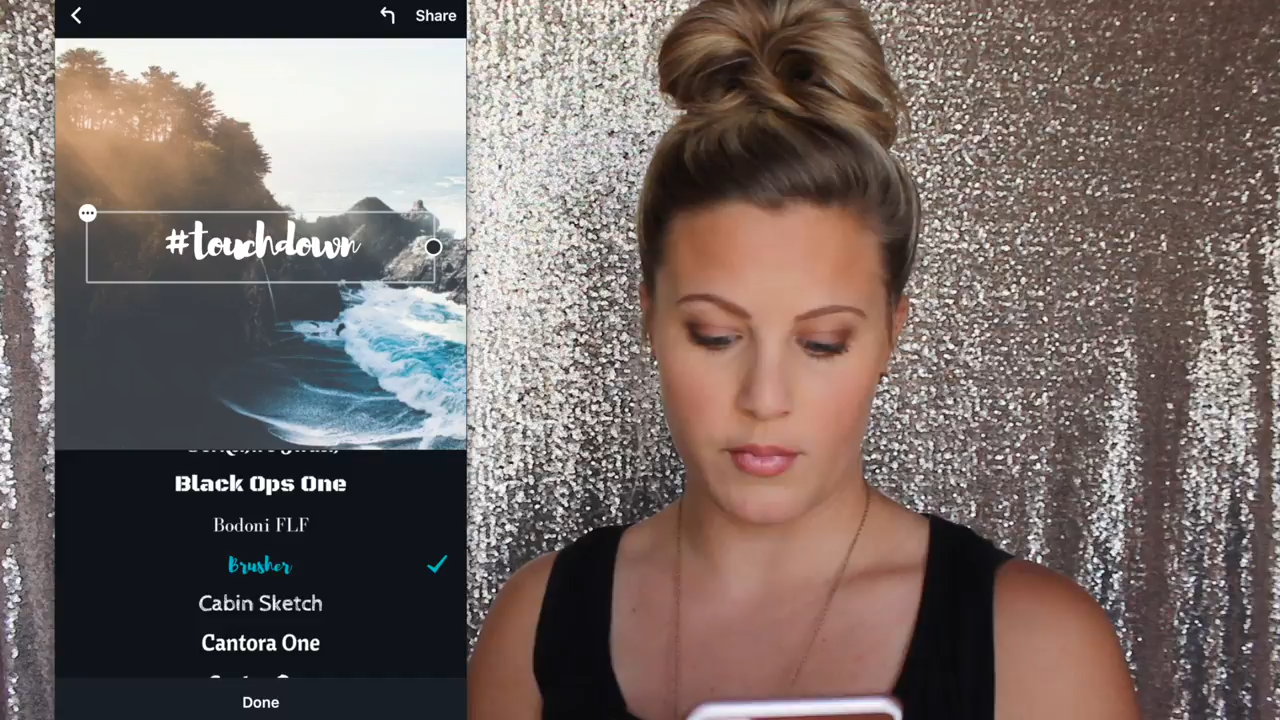 Share
#touchdown
Black Ops One
Bodoni FLF
Brusher
Cabin Sketch
Cantora One
Done